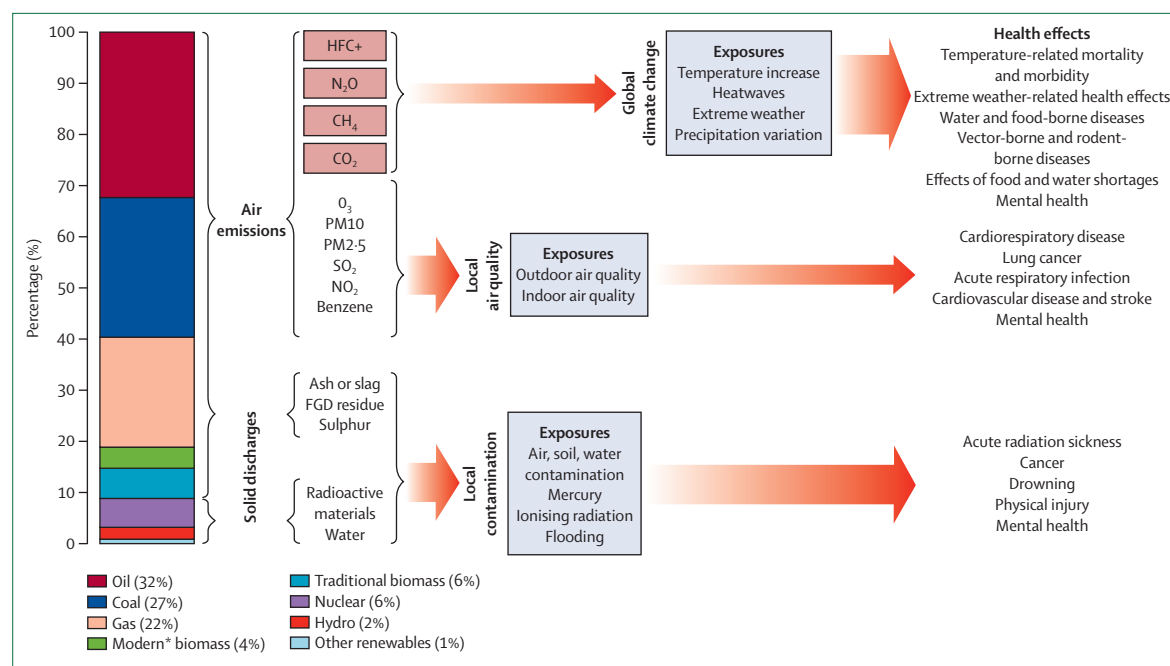 Percentage (%)
100
90
80
70
60
50
40
30
20
10
0
Air
emissions
Solid discharges
HFC+
N₂O
CH₄
CO₂
O₃
PM10
PM2·5
SO₂
NO₂
Benzene
Ash or slag
FGD residue
Sulphur
Radioactive
materials
Water
Global
climate change
Exposures
Temperature increase
Heatwaves
Extreme weather
Precipitation variation
Health effects
Temperature-related mortality
and morbidity
Extreme weather-related health effects
Water and food-borne diseases
Vector-borne and rodent-
borne diseases
Effects of food and water shortages
Mental health
Local
air quality
Exposures
Outdoor air quality
Indoor air quality
Cardiorespiratory disease
Lung cancer
Acute respiratory infection
Cardiovascular disease and stroke
Mental health
Local
contamination
Exposures
Air, soil, water
contamination
Mercury
Ionising radiation
Flooding
Acute radiation sickness
Cancer
Drowning
Physical injury
Mental health
Oil (32%)
Coal (27%)
Gas (22%)
Modern* biomass (4%)
Traditional biomass (6%)
Nuclear (6%)
Hydro (2%)
Other renewables (1%)